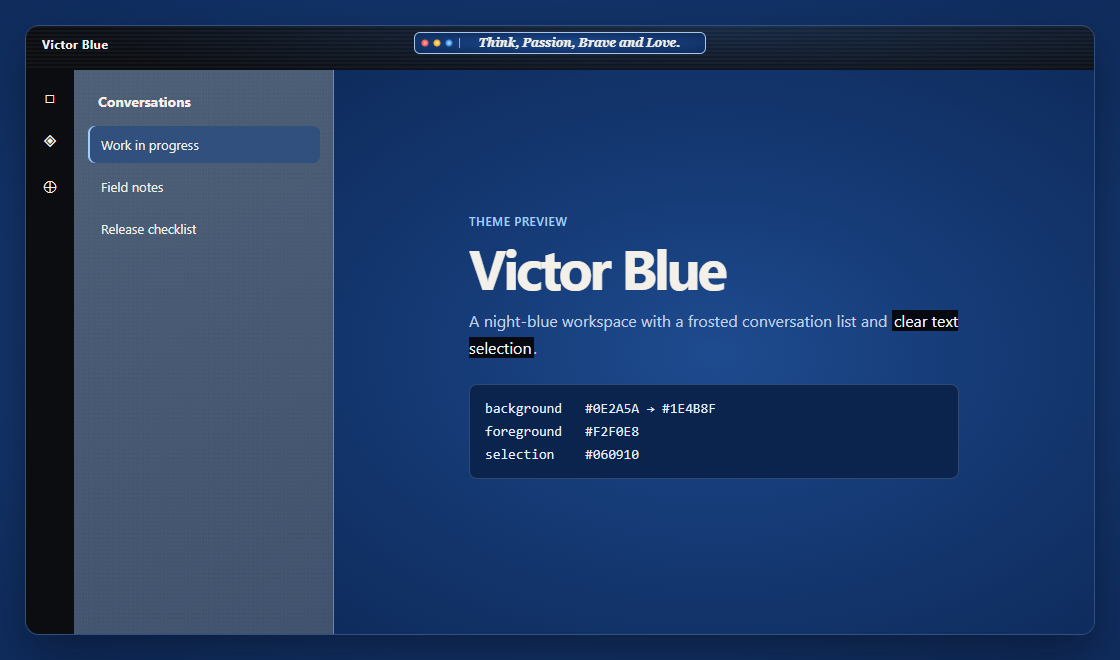 Victor Blue
Think, Passion, Brave and Love.
Conversations
Work in progress
Field notes
Release checklist
THEME PREVIEW
Victor Blue
A night-blue workspace with a frosted conversation list and clear text
selection.
background #0E2A5A → #1E4B8F
foreground #F2F0E8
selection #060910